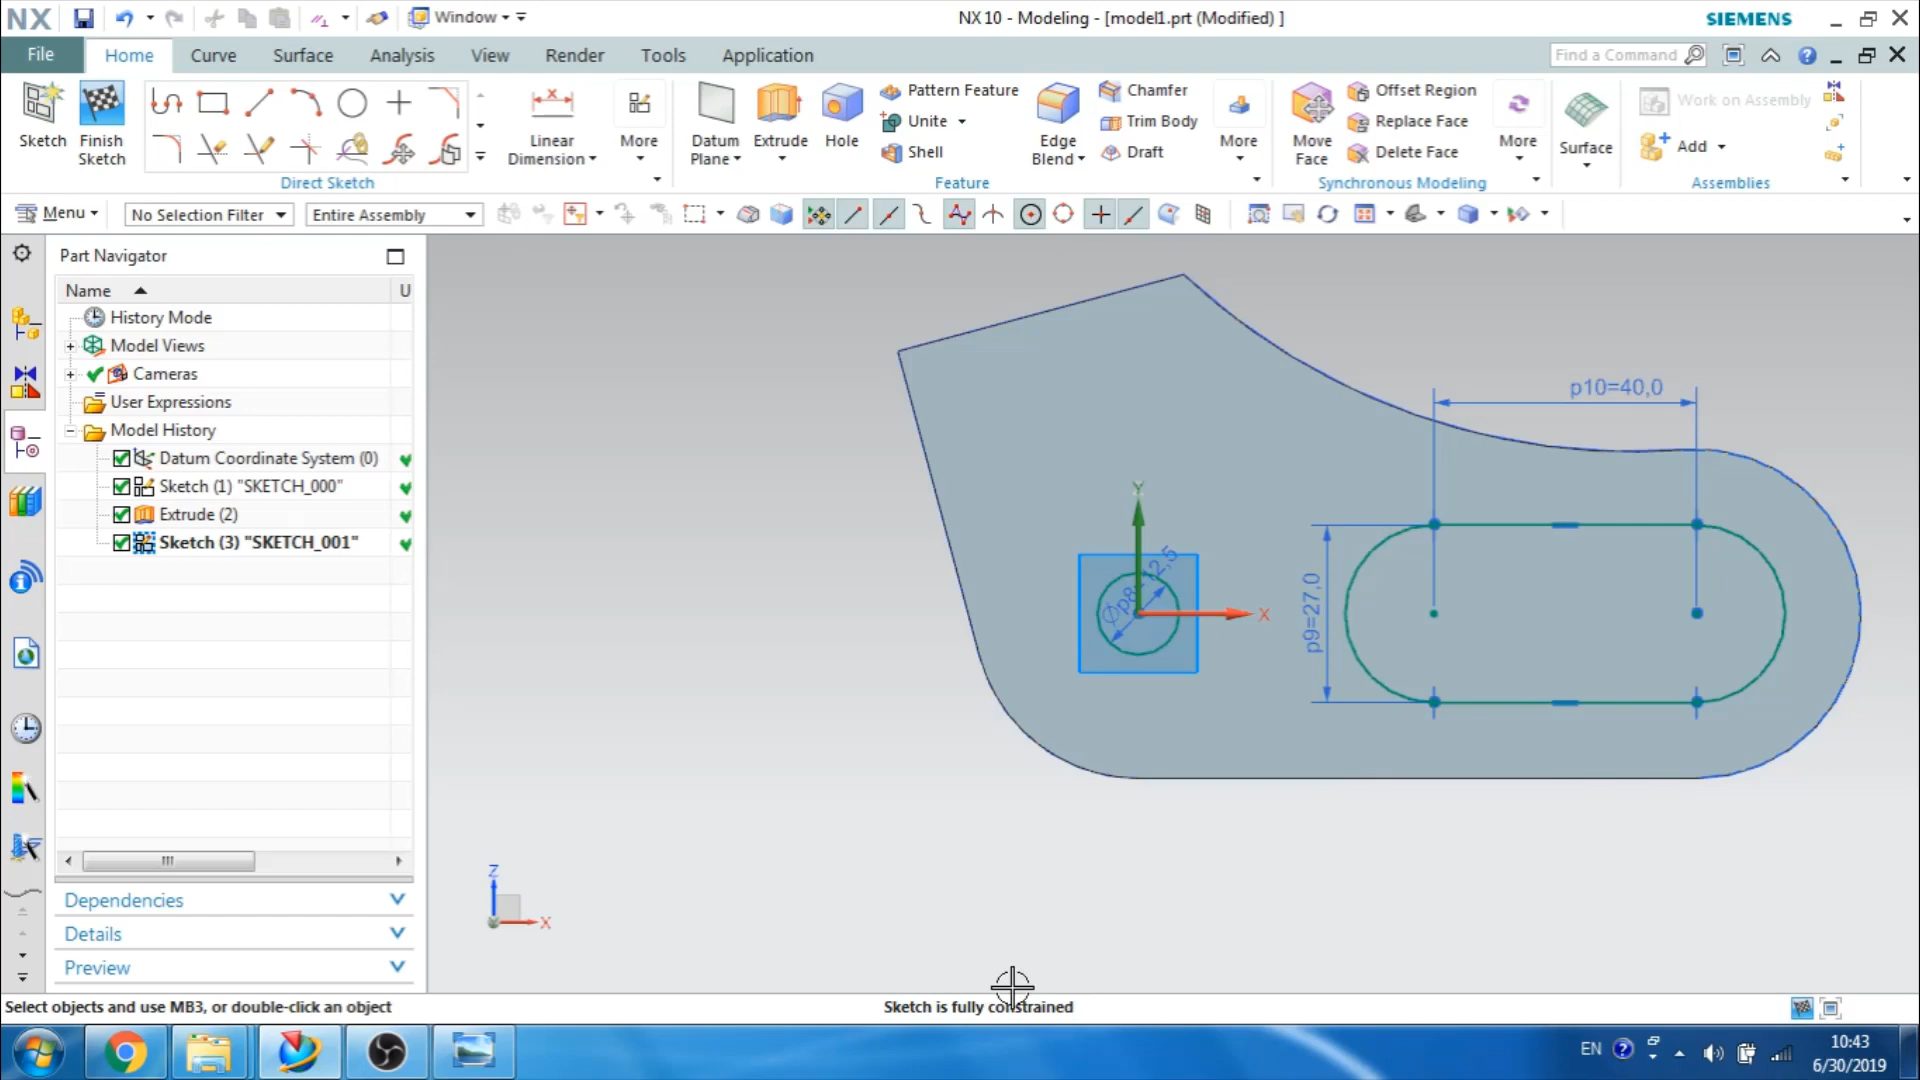 NX
Window
NX 10 - Modeling - [model1.prt (Modified) ]
SIEMENS
File
Home
Curve
Surface
Analysis
View
Render
Tools
Application
Find a Command
Sketch
Finish
Sketch
Linear
Dimension
More
Direct Sketch
Datum
Plane
Extrude
Hole
Pattern Feature
Unite
Shell
Edge
Blend
Chamfer
Trim Body
Draft
More
Feature
Move
Face
Offset Region
Replace Face
Delete Face
More
Synchronous Modeling
Surface
Work on Assembly
Add
Assemblies
Menu
No Selection Filter
Entire Assembly
Part Navigator
Name
U
History Mode
Model Views
Cameras
User Expressions
Model History
Datum Coordinate System (0)
Sketch (1) "SKETCH_000"
Extrude (2)
Sketch (3) "SKETCH_001"
Dependencies
Details
Preview
p10=40,0
p9=27,0
Y
X
Z
X
Select objects and use MB3, or double-click an object
Sketch is fully constrained
EN
10:43
6/30/2019